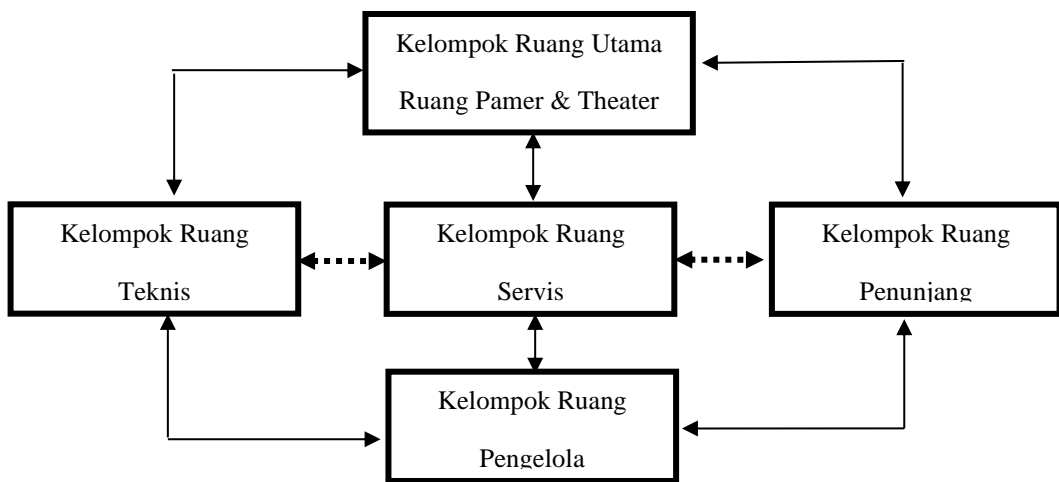 Kelompok Ruang Utama
Ruang Pamer & Theater
Kelompok Ruang
Teknis
Kelompok Ruang
Servis
Kelompok Ruang
Penunjang
Kelompok Ruang
Pengelola